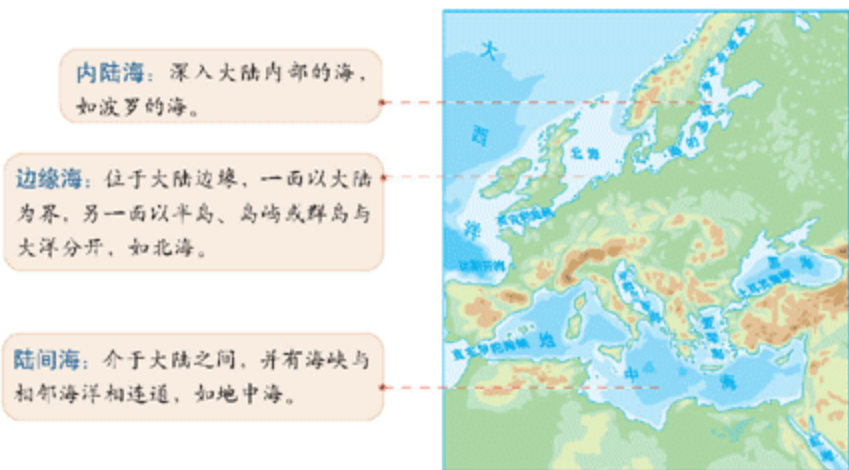 内陆海：深入大陆内部的海，
如波罗的海。
边缘海：位于大陆边缘，一面以大陆
为界，另一面以半岛、岛屿或群岛与
大洋分开，如北海。
陆间海：介于大陆之间，并有海峡与
相邻海洋相连道，如地中海。
大
西
洋
北海
黑海
地
中
海
红海